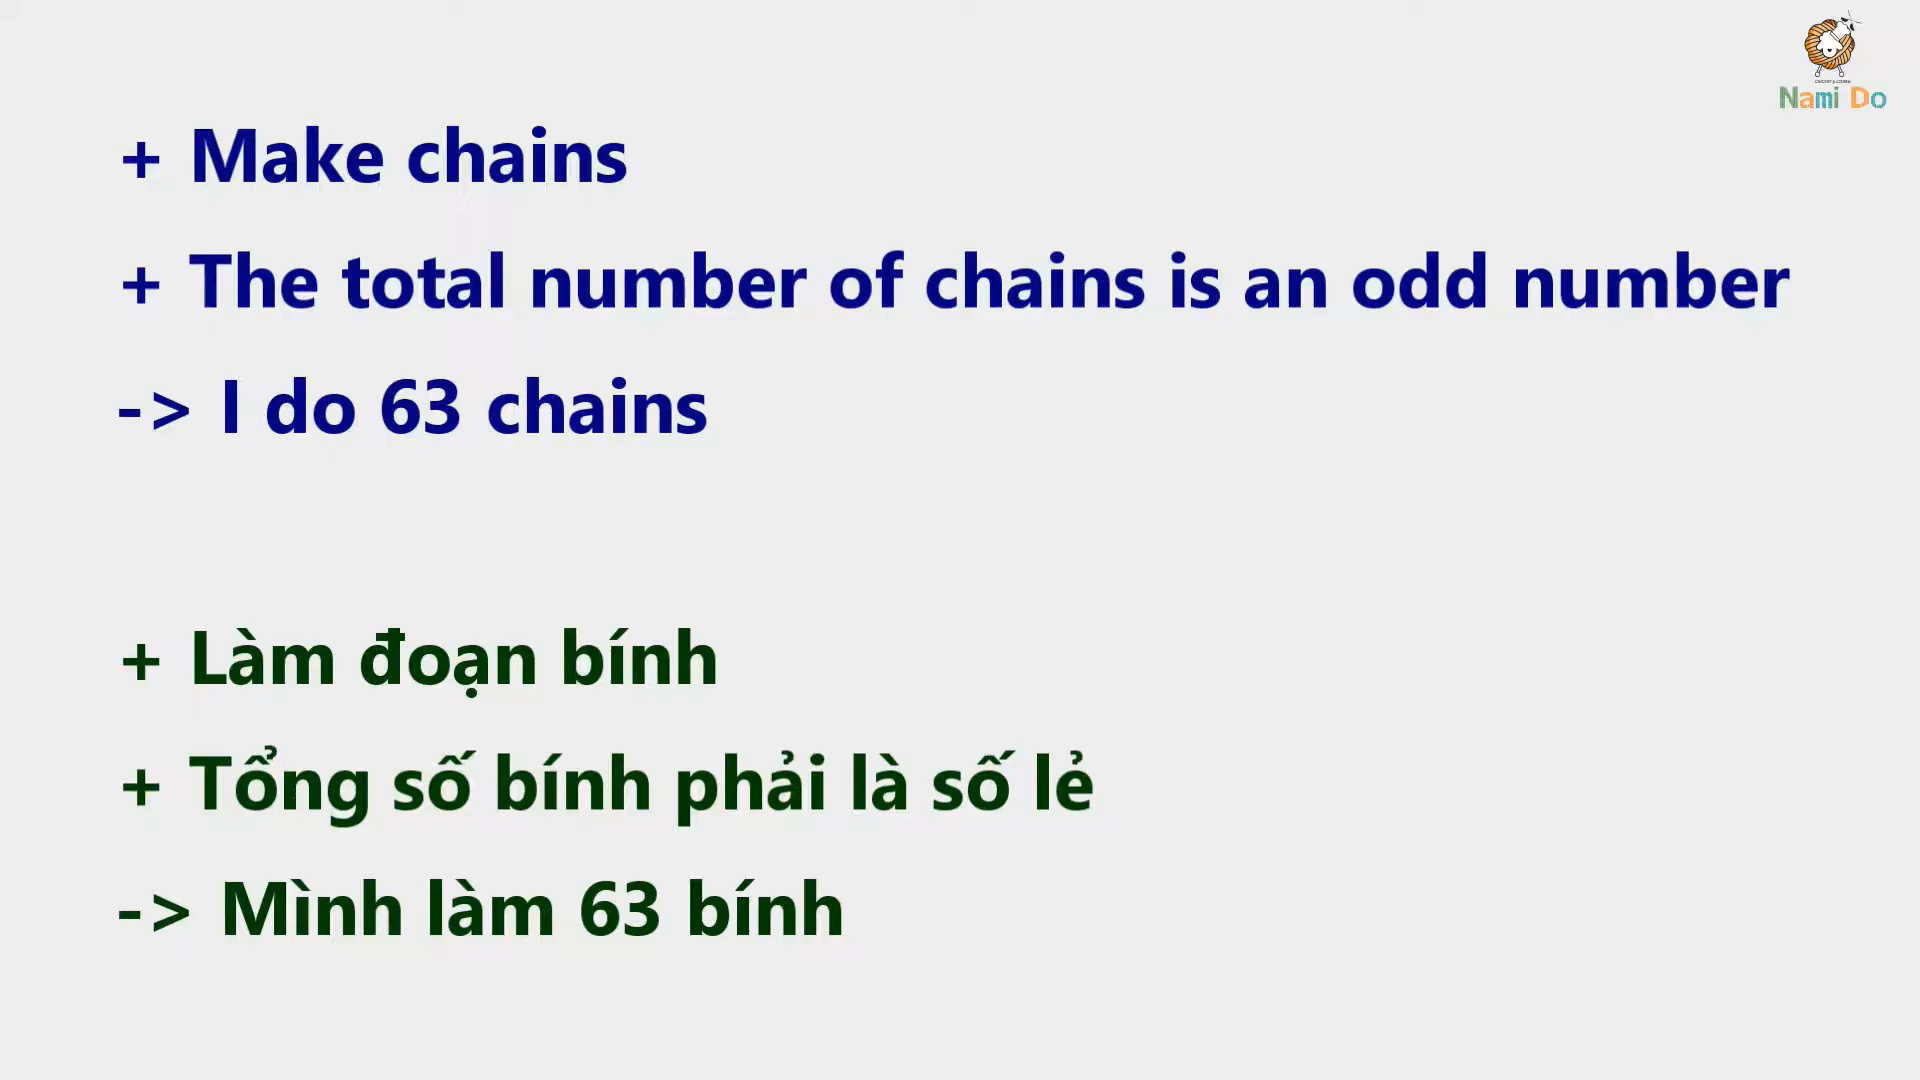 Nami Do
+ Make chains
+ The total number of chains is an odd number
-> I do 63 chains
+ Làm đoạn bính
+ Tổng số bính phải là số lẻ
-> Mình làm 63 bính